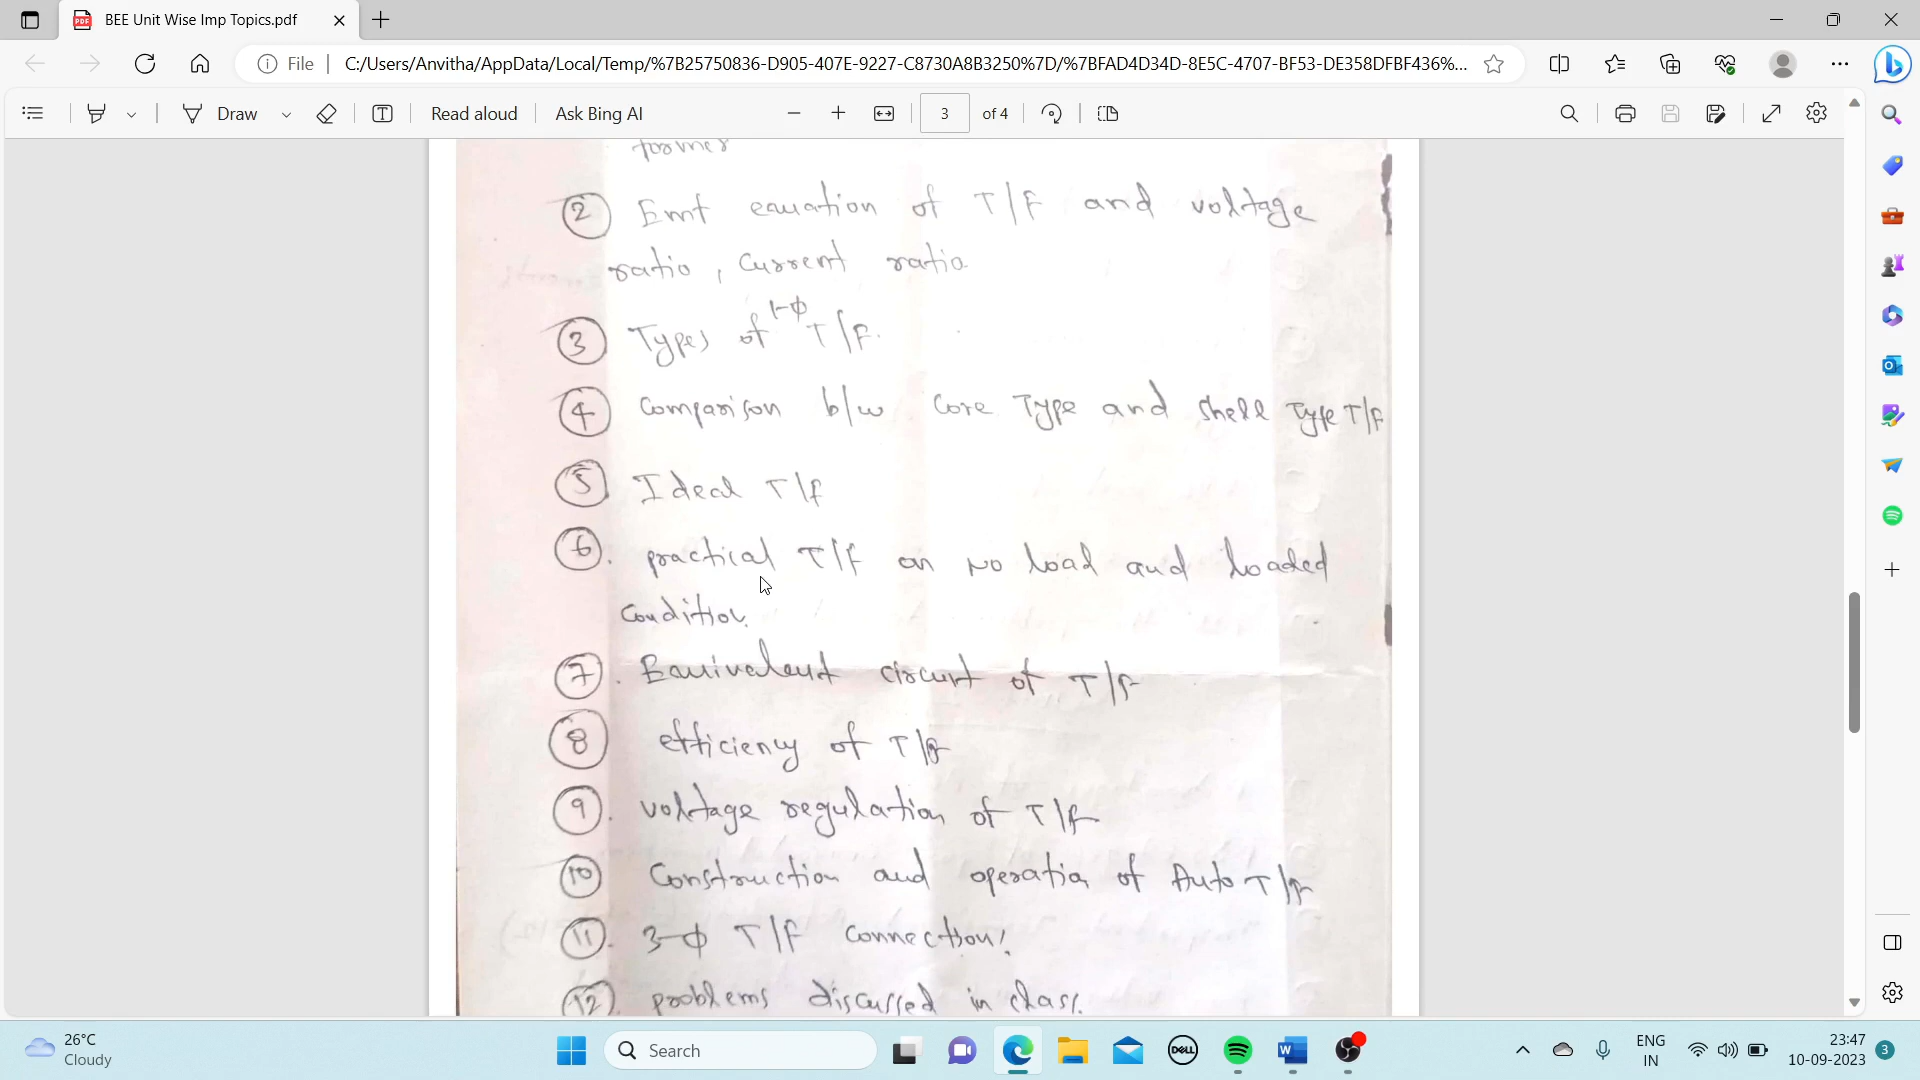 BEE Unit Wise Imp Topics.pdf
File
C:/Users/Anvitha/AppData/Local/Temp/%7B25750836-D905-407E-9227-C8730A8B3250%7D/%7BFAD4D34D-8E5C-4707-BF53-DE358DFBF436%...
Draw
Read aloud
Ask Bing AI
3 of 4
former
2 Emf equation of T/F and voltage
ratio, current ratio
3 Types of 1-φ T/F.
4 Comparison b/w Core Type and Shell Type T/F
5 Ideal T/F
6. practical T/F on No load and loaded
condition.
7. Equivalent circuit of T/F
8 efficiency of T/F
9. voltage regulation of T/F
10 Construction and operation of Auto T/F
11. 3-φ T/F connection!
12. problems discussed in class.
26°C
Cloudy
Search
DELL
ENG
IN
23:47
10-09-2023
3